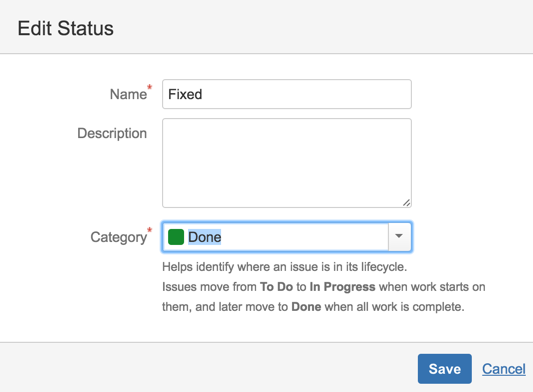 Edit Status
Name*
Fixed
Description
Category*
Done
Helps identify where an issue is in its lifecycle.
Issues move from To Do to In Progress when work starts on
them, and later move to Done when all work is complete.
Save Cancel